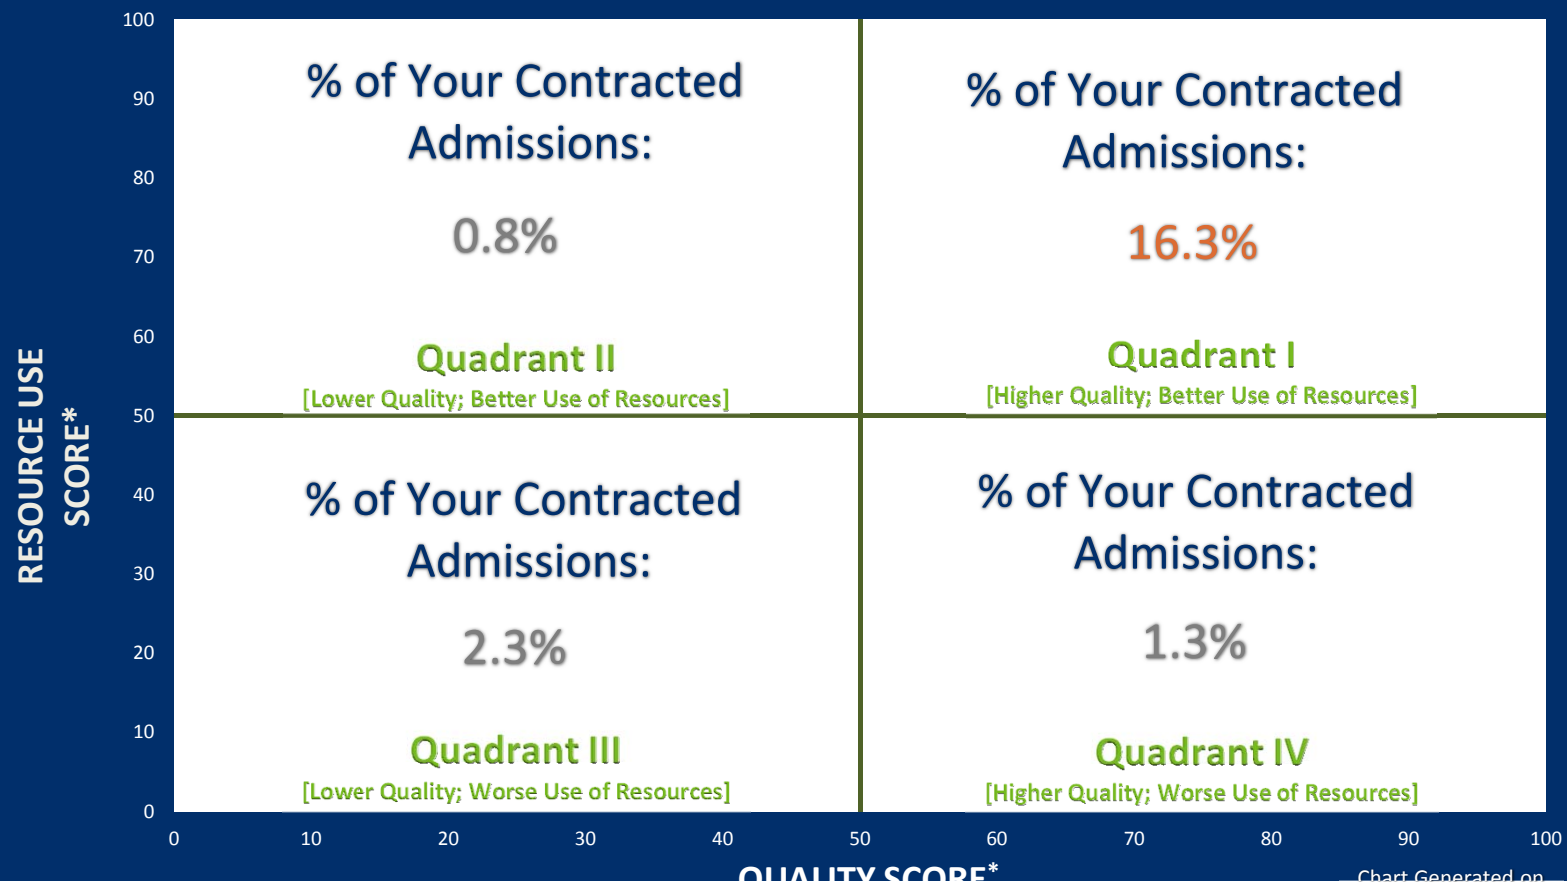 100
90
80
70
60
50
40
30
20
10
0
RESOURCE USE
SCORE*
% of Your Contracted
Admissions:
0.8%
Quadrant II
[Lower Quality; Better Use of Resources]
% of Your Contracted
Admissions:
16.3%
Quadrant I
[Higher Quality; Better Use of Resources]
% of Your Contracted
Admissions:
2.3%
Quadrant III
[Lower Quality; Worse Use of Resources]
% of Your Contracted
Admissions:
1.3%
Quadrant IV
[Higher Quality; Worse Use of Resources]
0 10 20 30 40 50 60 70 80 90 100
QUALITY SCORE*
Chart Generated on